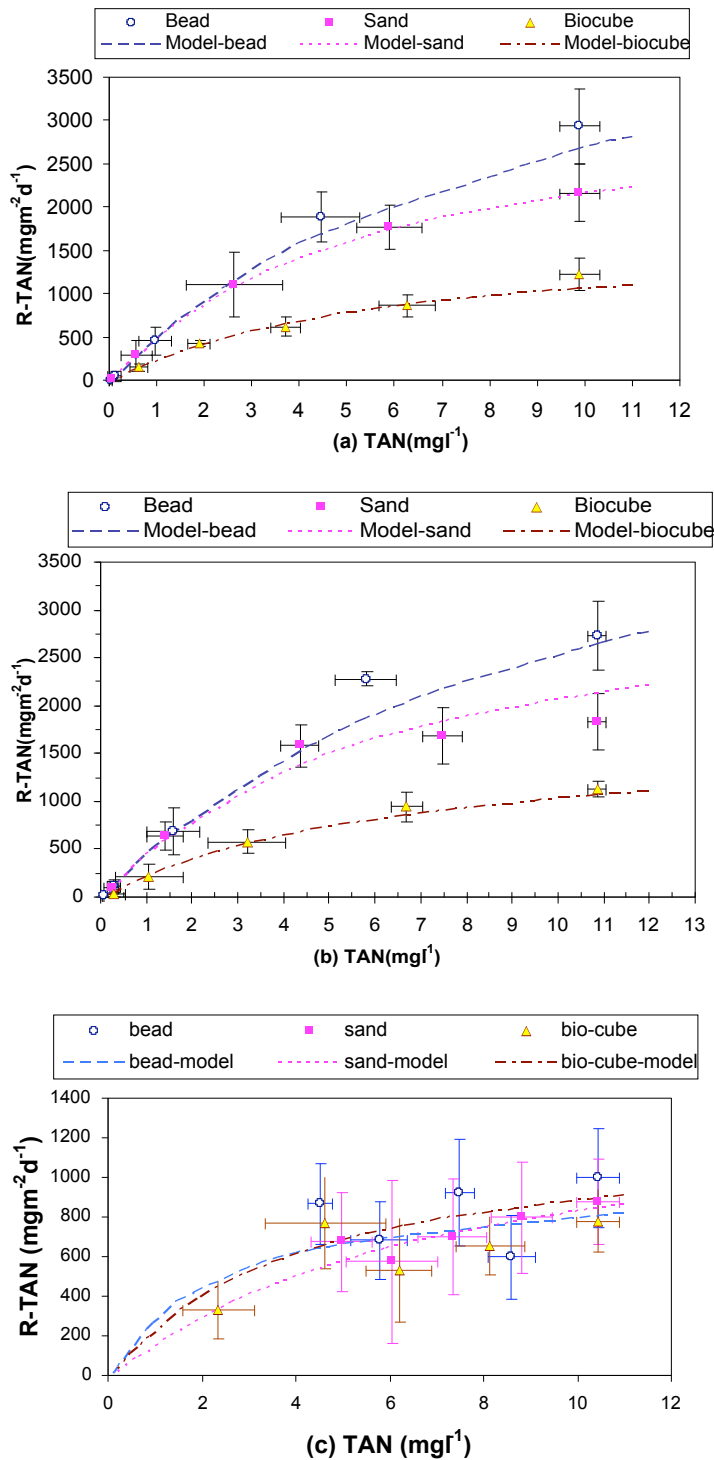 Bead Sand Biocube
Model-bead Model-sand Model-biocube
3500
3000
2500
2000
1500
1000
500
0
R-TAN(mgm-2d-1)
0 1 2 3 4 5 6 7 8 9 10 11 12
(a) TAN(mgl-1)
Bead Sand Biocube
Model-bead Model-sand Model-biocube
3500
3000
2500
2000
1500
1000
500
0
R-TAN(mgm-2d-1)
0 1 2 3 4 5 6 7 8 9 10 11 12 13
(b) TAN(mgl-1)
bead sand bio-cube
bead-model sand-model bio-cube-model
1400
1200
1000
800
600
400
200
0
R-TAN (mgm-2d-1)
0 2 4 6 8 10 12
(c) TAN (mgl-1)